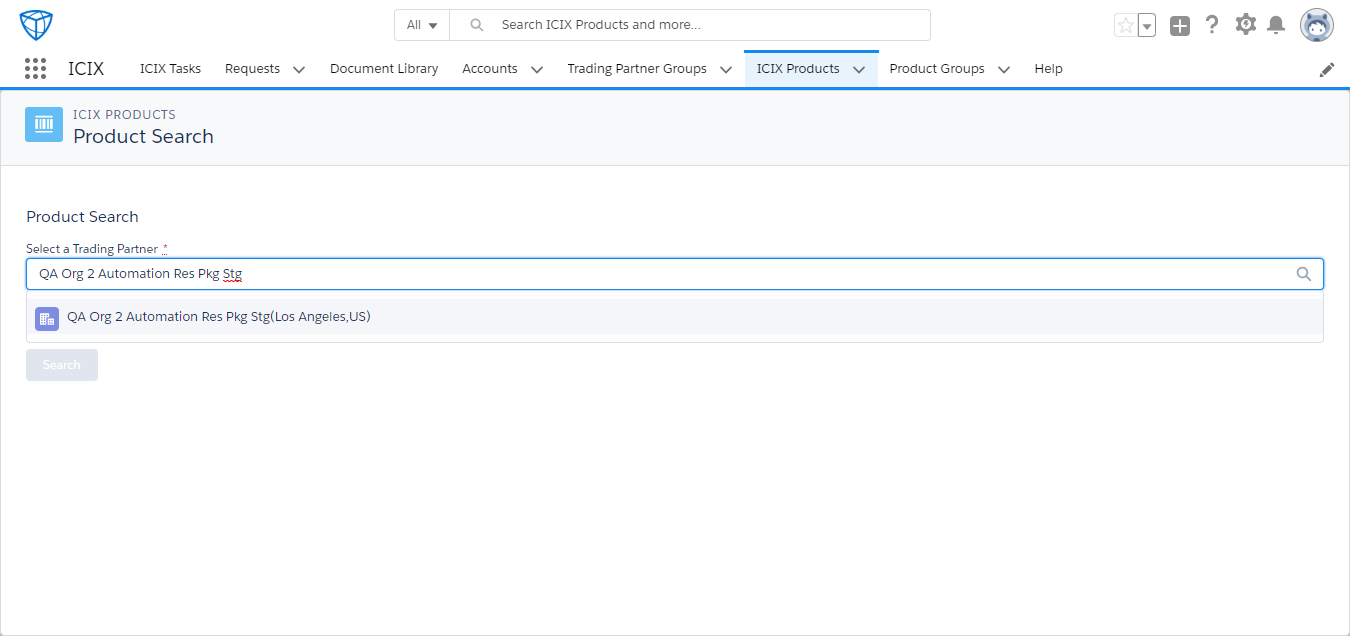 All Search ICIX Products and more...
ICIX ICIX Tasks Requests Document Library Accounts Trading Partner Groups ICIX Products Product Groups Help
ICIX PRODUCTS
Product Search
Product Search
Select a Trading Partner *
QA Org 2 Automation Res Pkg Stg
QA Org 2 Automation Res Pkg Stg(Los Angeles,US)
Search